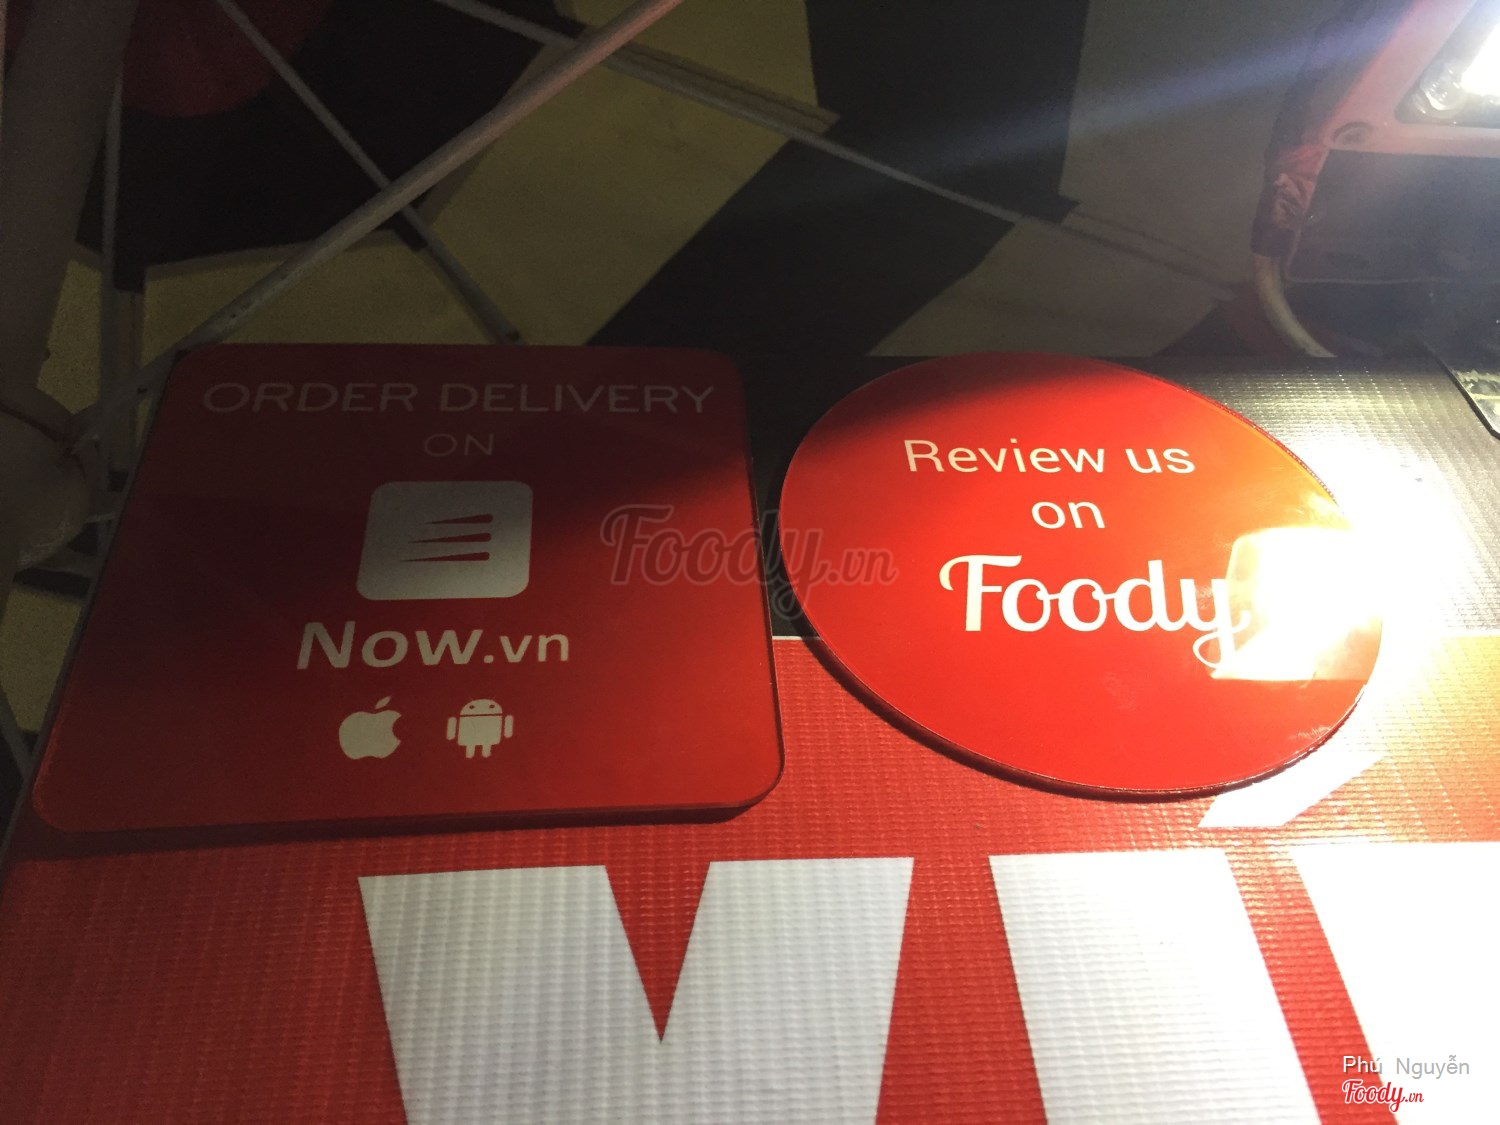 ORDER DELIVERY
ON
Now.vn
Review us
on
Foody
Foody.vn
Phú Nguyễn
Foody.vn